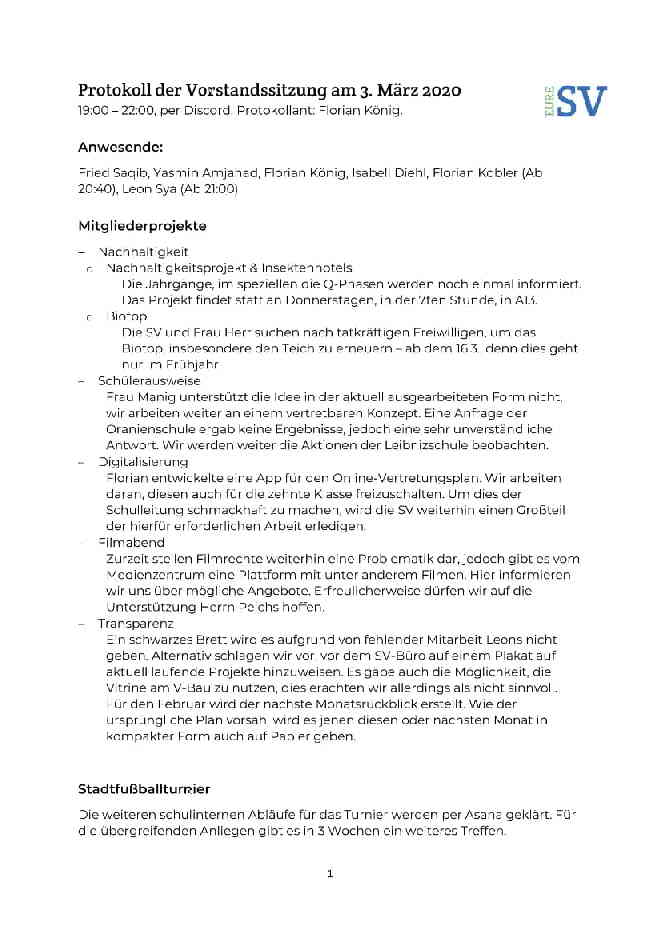 Protokoll der Vorstandssitzung am 3. März 2020
19:00 – 22:00, per Discord. Protokollant: Florian König.
EURE SV
Anwesende:
Fried Saqib, Yasmin Amjahad, Florian König, Isabell Diehl, Florian Kobler (Ab
20:40), Leon Sya (Ab 21:00)
Mitgliederprojekte
– Nachhaltigkeit
o Nachhaltigkeitsprojekt & Insektenhotels
Die Jahrgänge, im speziellen die Q-Phasen werden noch einmal informiert.
Das Projekt findet statt an Donnerstagen, in der 7ten Stunde, in A13.
o Biotop
Die SV und Frau Herr suchen nach tatkräftigen Freiwilligen, um das
Biotop, insbesondere den Teich zu erneuern – ab dem 16.3., denn dies geht
nur im Frühjahr
– Schülerausweise
Frau Manig unterstützt die Idee in der aktuell ausgearbeiteten Form nicht,
wir arbeiten weiter an einem vertretbaren Konzept. Eine Anfrage der
Oranienschule ergab keine Ergebnisse, jedoch eine sehr unverständliche
Antwort. Wir werden weiter die Aktionen der Leibnizschule beobachten.
– Digitalisierung
Florian entwickelte eine App für den Online-Vertretungsplan. Wir arbeiten
daran, diesen auch für die zehnte Klasse freizuschalten. Um dies der
Schulleitung schmackhaft zu machen, wird die SV weiterhin einen Großteil
der hierfür erforderlichen Arbeit erledigen.
– Filmabend
Zurzeit stellen Filmrechte weiterhin eine Problematik dar, jedoch gibt es vom
Medienzentrum eine Plattform mit unter anderem Filmen. Hier informieren
wir uns über mögliche Angebote. Erfreulicherweise dürfen wir auf die
Unterstützung Herrn Peichs hoffen.
– Transparenz
Ein schwarzes Brett wird es aufgrund von fehlender Mitarbeit Leons nicht
geben. Alternativ schlagen wir vor, vor dem SV-Büro auf einem Plakat auf
aktuell laufende Projekte hinzuweisen. Es gäbe auch die Möglichkeit, die
Vitrine am V-Bau zu nutzen, dies erachten wir allerdings als nicht sinnvoll.
Für den Februar wird der nächste Monatsrückblick erstellt. Wie der
ursprüngliche Plan vorsah, wird es jenen diesen oder nächsten Monat in
kompakter Form auch auf Papier geben.
Stadtfußballturnier
Die weiteren schulinternen Abläufe für das Turnier werden per Asana geklärt. Für
die übergreifenden Anliegen gibt es in 3 Wochen ein weiteres Treffen.
1